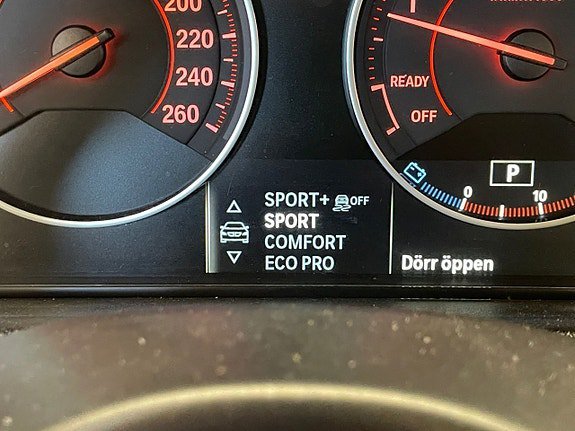 200
220
240
260
READY
OFF
P
0
10
SPORT+ OFF
SPORT
COMFORT
ECO PRO
Dörr öppen